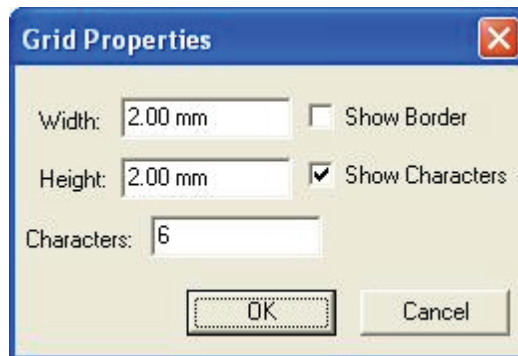 Grid Properties
Width: 2.00 mm Show Border
Height: 2.00 mm Show Characters
Characters: 6
OK Cancel